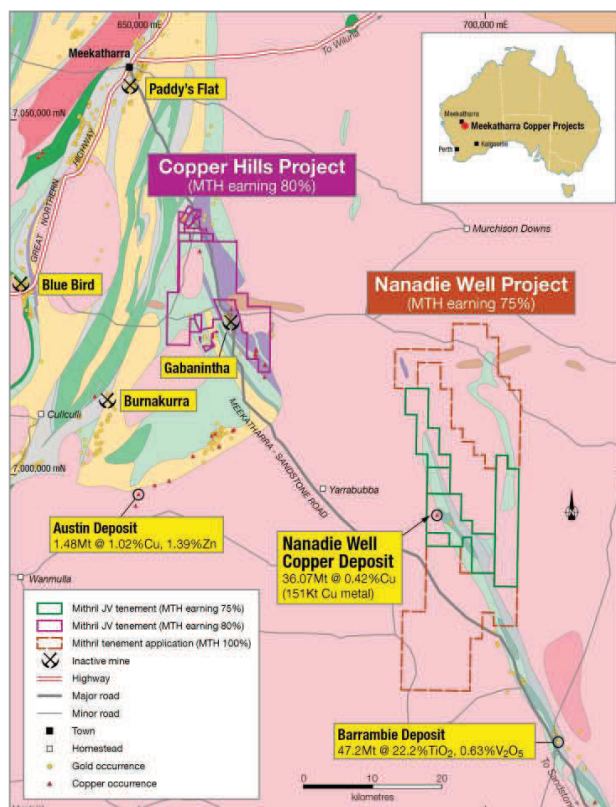 650,000 mE
700,000 mE
To Wiluna
Meekatharra
Paddy's Flat
7,050,000 mN
GREAT NORTHERN HIGHWAY
Meekatharra
Meekatharra Copper Projects
Perth
Kalgoorlie
Copper Hills Project
(MTH earning 80%)
Murchison Downs
Blue Bird
Nanadie Well Project
(MTH earning 75%)
Gabanintha
Burnakurra
Culculli
MEEKATHARRA - SANDSTONE ROAD
7,000,000 mN
Yarrabubba
Austin Deposit
1.48Mt @ 1.02%Cu, 1.39%Zn
Nanadie Well
Copper Deposit
36.07Mt @ 0.42%Cu
(151Kt Cu metal)
Wanmulla
Mithril JV tenement (MTH earning 75%)
Mithril JV tenement (MTH earning 80%)
Mithril tenement application (MTH 100%)
Inactive mine
Highway
Major road
Minor road
Town
Homestead
Gold occurrence
Copper occurrence
Barrambie Deposit
47.2Mt @ 22.2%TiO₂, 0.63%V₂O₅
To Sandstone
0 10 20
kilometres